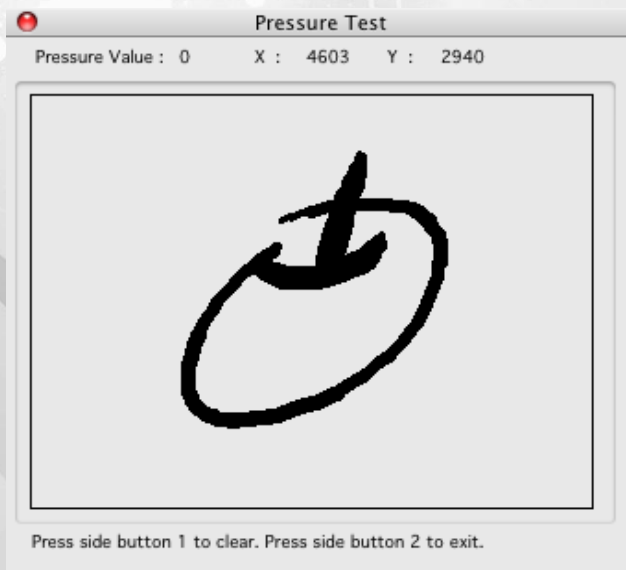 Pressure Test
Pressure Value : 0 X : 4603 Y : 2940
Press side button 1 to clear. Press side button 2 to exit.